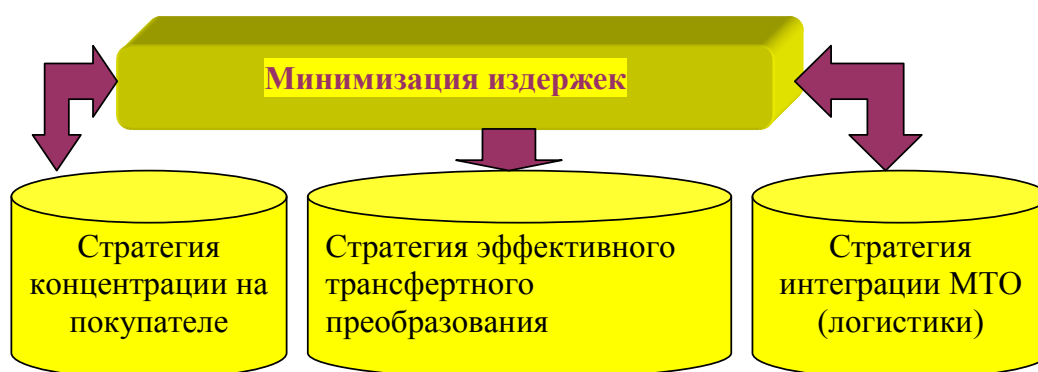 Минимизация издержек
Стратегия
концентрации на
покупателе
Стратегия эффективного
трансфертного
преобразования
Стратегия
интеграции МТО
(логистики)